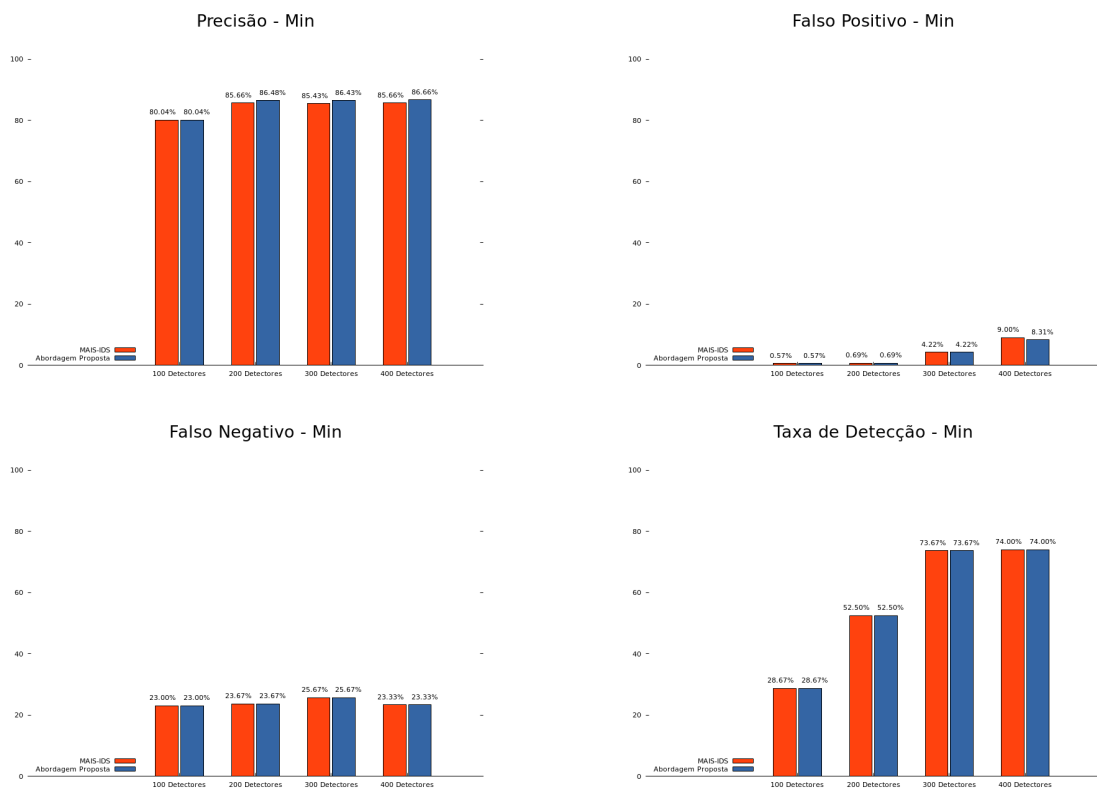 Precisão - Min
100
80
60
40
20
0
80.04% 80.04%
85.66% 86.48%
85.43% 86.43%
85.66% 86.66%
MAIS-IDS
Abordagem Proposta
100 Detectores 200 Detectores 300 Detectores 400 Detectores
Falso Positivo - Min
100
80
60
40
20
0
0.57% 0.57%
0.69% 0.69%
4.22% 4.22%
9.00% 8.31%
MAIS-IDS
Abordagem Proposta
100 Detectores 200 Detectores 300 Detectores 400 Detectores
Falso Negativo - Min
100
80
60
40
20
0
23.00% 23.00%
23.67% 23.67%
25.67% 25.67%
23.33% 23.33%
MAIS-IDS
Abordagem Proposta
100 Detectores 200 Detectores 300 Detectores 400 Detectores
Taxa de Detecção - Min
100
80
60
40
20
0
28.67% 28.67%
52.50% 52.50%
73.67% 73.67%
74.00% 74.00%
MAIS-IDS
Abordagem Proposta
100 Detectores 200 Detectores 300 Detectores 400 Detectores